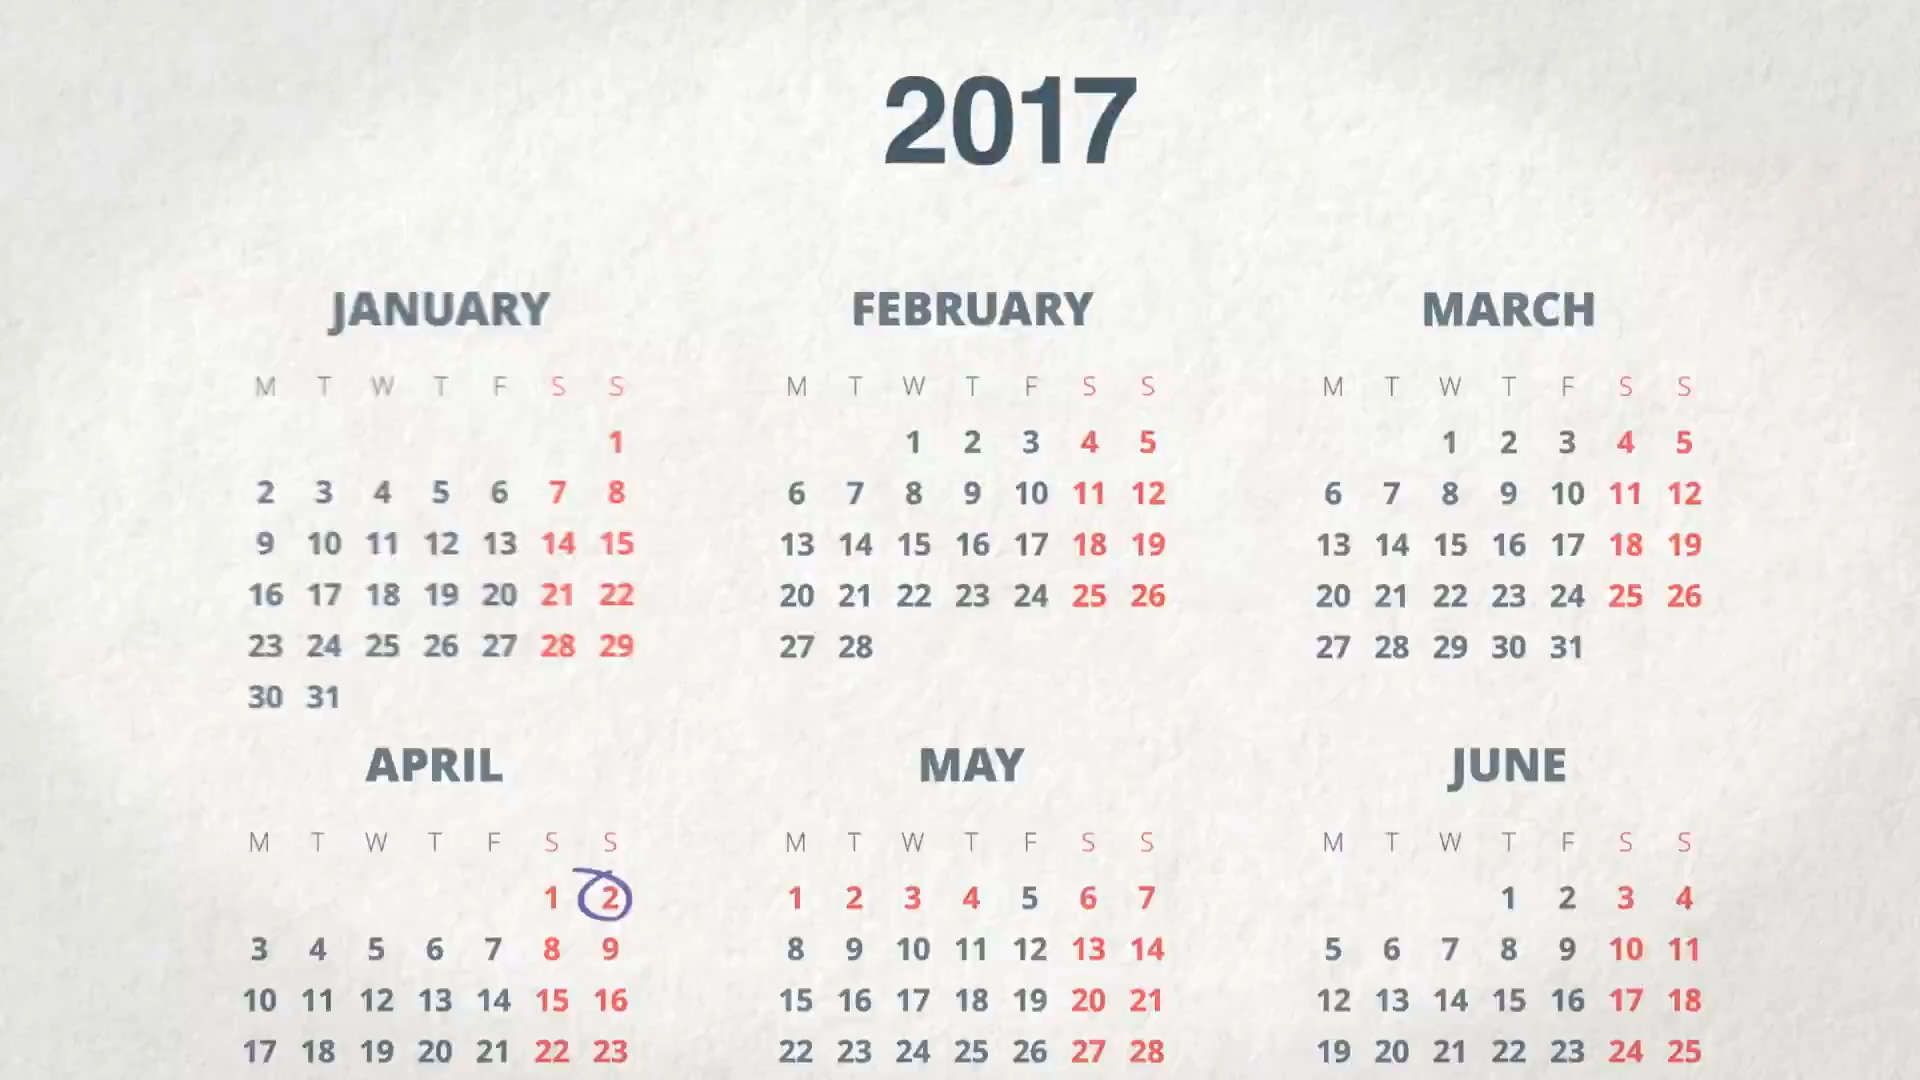 2017
JANUARY FEBRUARY MARCH
M T W T F S S M T W T F S S M T W T F S S
1 1 2 3 4 5 1 2 3 4 5
2 3 4 5 6 7 8 6 7 8 9 10 11 12 6 7 8 9 10 11 12
9 10 11 12 13 14 15 13 14 15 16 17 18 19 13 14 15 16 17 18 19
16 17 18 19 20 21 22 20 21 22 23 24 25 26 20 21 22 23 24 25 26
23 24 25 26 27 28 29 27 28 27 28 29 30 31
30 31
APRIL MAY JUNE
M T W T F S S M T W T F S S M T W T F S S
1 2 1 2 3 4 5 6 7 1 2 3 4
3 4 5 6 7 8 9 8 9 10 11 12 13 14 5 6 7 8 9 10 11
10 11 12 13 14 15 16 15 16 17 18 19 20 21 12 13 14 15 16 17 18
17 18 19 20 21 22 23 22 23 24 25 26 27 28 19 20 21 22 23 24 25